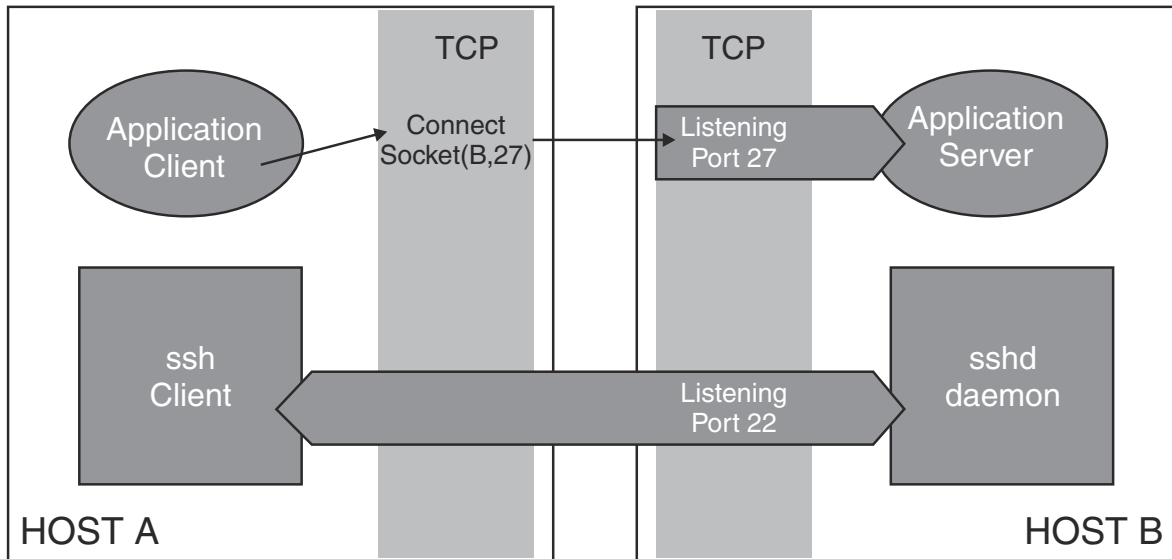 TCP
TCP
Application
Client
Connect
Socket(B,27)
Listening
Port 27
Application
Server
ssh
Client
Listening
Port 22
sshd
daemon
HOST A
HOST B